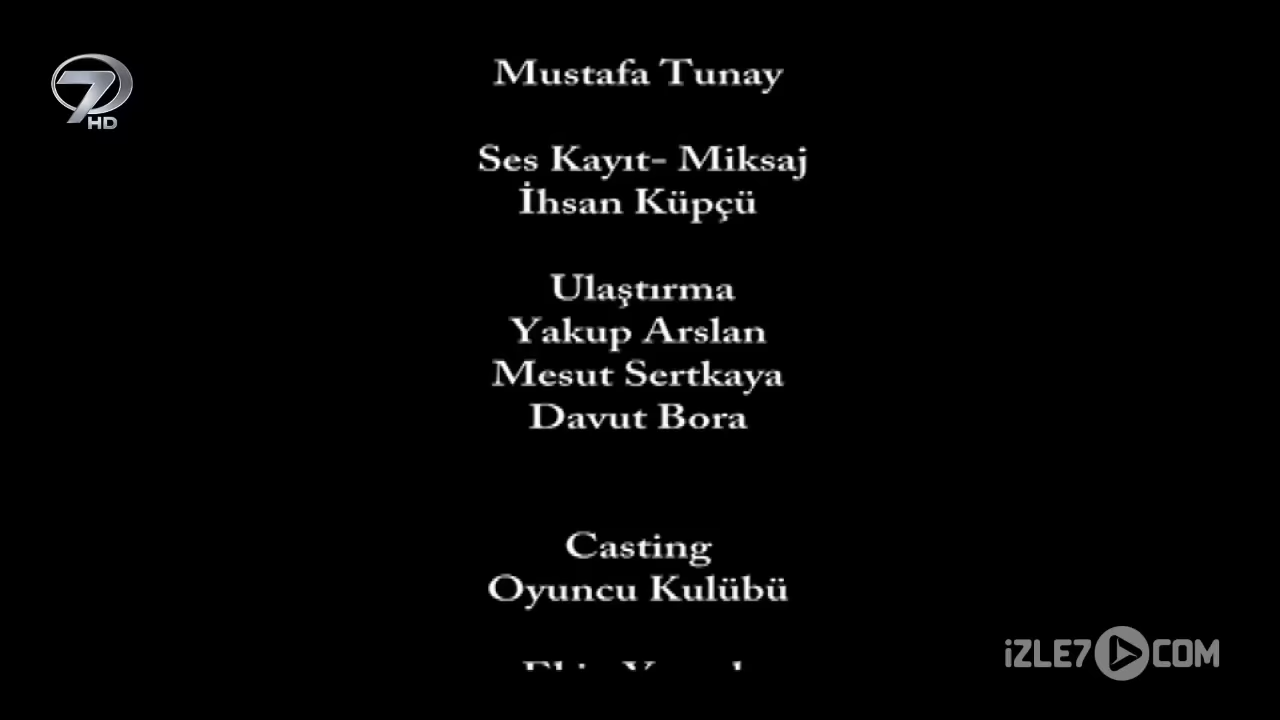 7
HD
Mustafa Tunay
Ses Kayıt- Miksaj
İhsan Küpçü
Ulaştırma
Yakup Arslan
Mesut Sertkaya
Davut Bora
Casting
Oyuncu Kulübü
iZLE7 COM